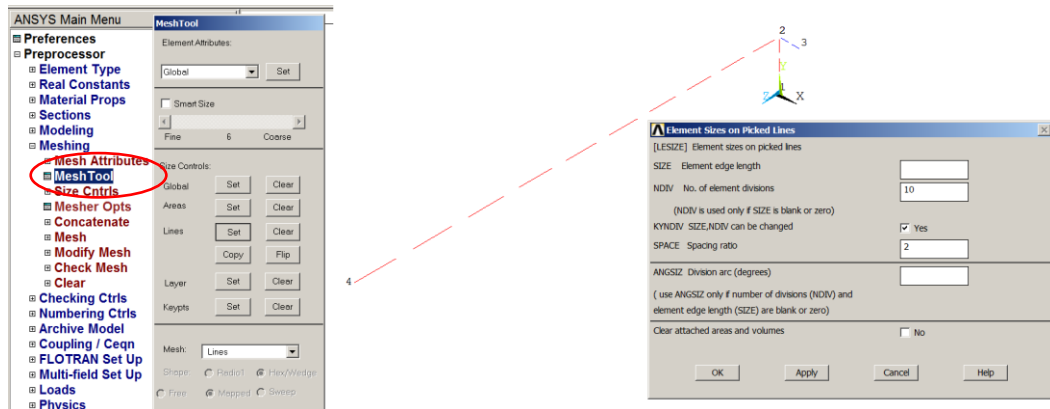 ANSYS Main Menu
Preferences
Preprocessor
Element Type
Real Constants
Material Props
Sections
Modeling
Meshing
Mesh Attributes
MeshTool
Size Cntrls
Mesher Opts
Concatenate
Mesh
Modify Mesh
Check Mesh
Clear
Checking Ctrls
Numbering Ctrls
Archive Model
Coupling / Ceqn
FLOTRAN Set Up
Multi-field Set Up
Loads
Physics
MeshTool
Element Attributes:
Global Set
Smart Size
Fine 6 Coarse
Size Controls:
Global Set Clear
Areas Set Clear
Lines Set Clear
Copy Flip
Layer Set Clear
Keypts Set Clear
Mesh: Lines
Shape: Hex/Wedge
Free Mapped Sweep
2
3
Y
1
Z X
4
Element Sizes on Picked Lines
[LESIZE] Element sizes on picked lines
SIZE Element edge length
NDIV No. of element divisions 10
(NDIV is used only if SIZE is blank or zero)
KYNDIV SIZE,NDIV can be changed Yes
SPACE Spacing ratio 2
ANGSIZ Division arc (degrees)
( use ANGSIZ only if number of divisions (NDIV) and
element edge length (SIZE) are blank or zero)
Clear attached areas and volumes No
OK Apply Cancel Help